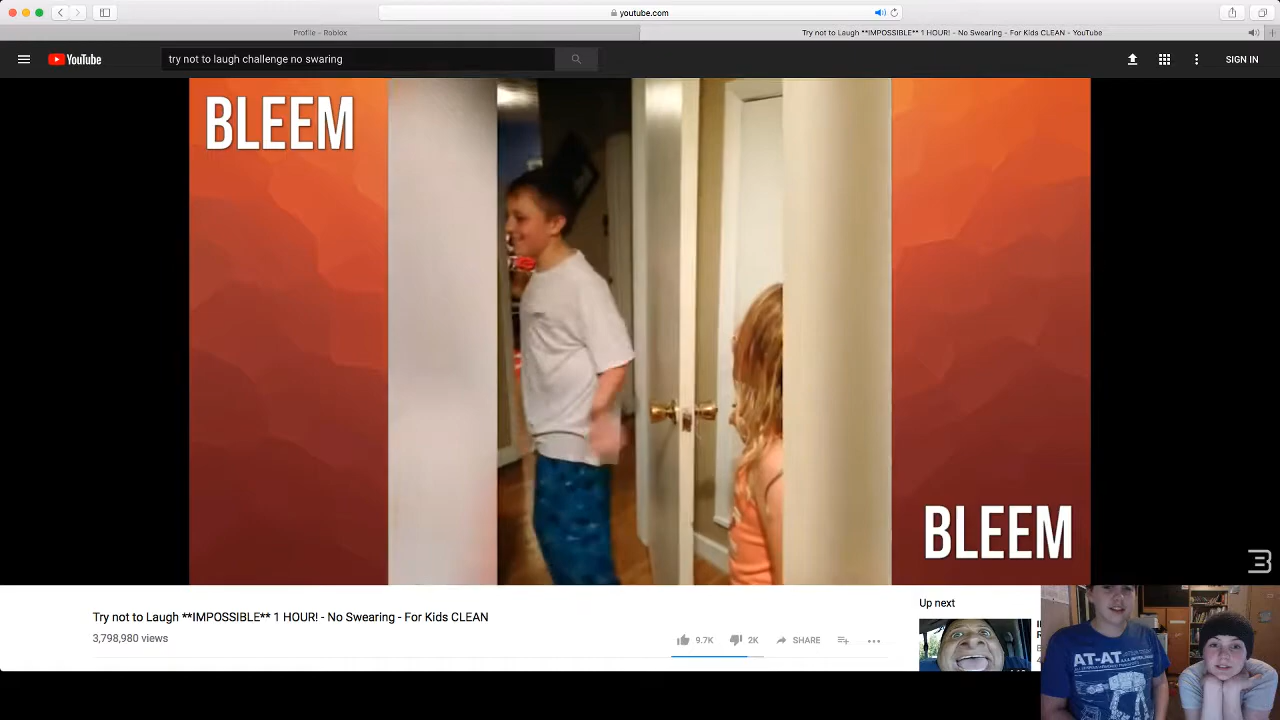 youtube.com
Profile – Roblox
Try not to Laugh **IMPOSSIBLE** 1 HOUR! - No Swearing - For Kids CLEAN - YouTube
YouTube
try not to laugh challenge no swaring
SIGN IN
BLEEM
BLEEM
Try not to Laugh **IMPOSSIBLE** 1 HOUR! - No Swearing - For Kids CLEAN
3,798,980 views
9.7K
2K
SHARE
Up next
AT-AT